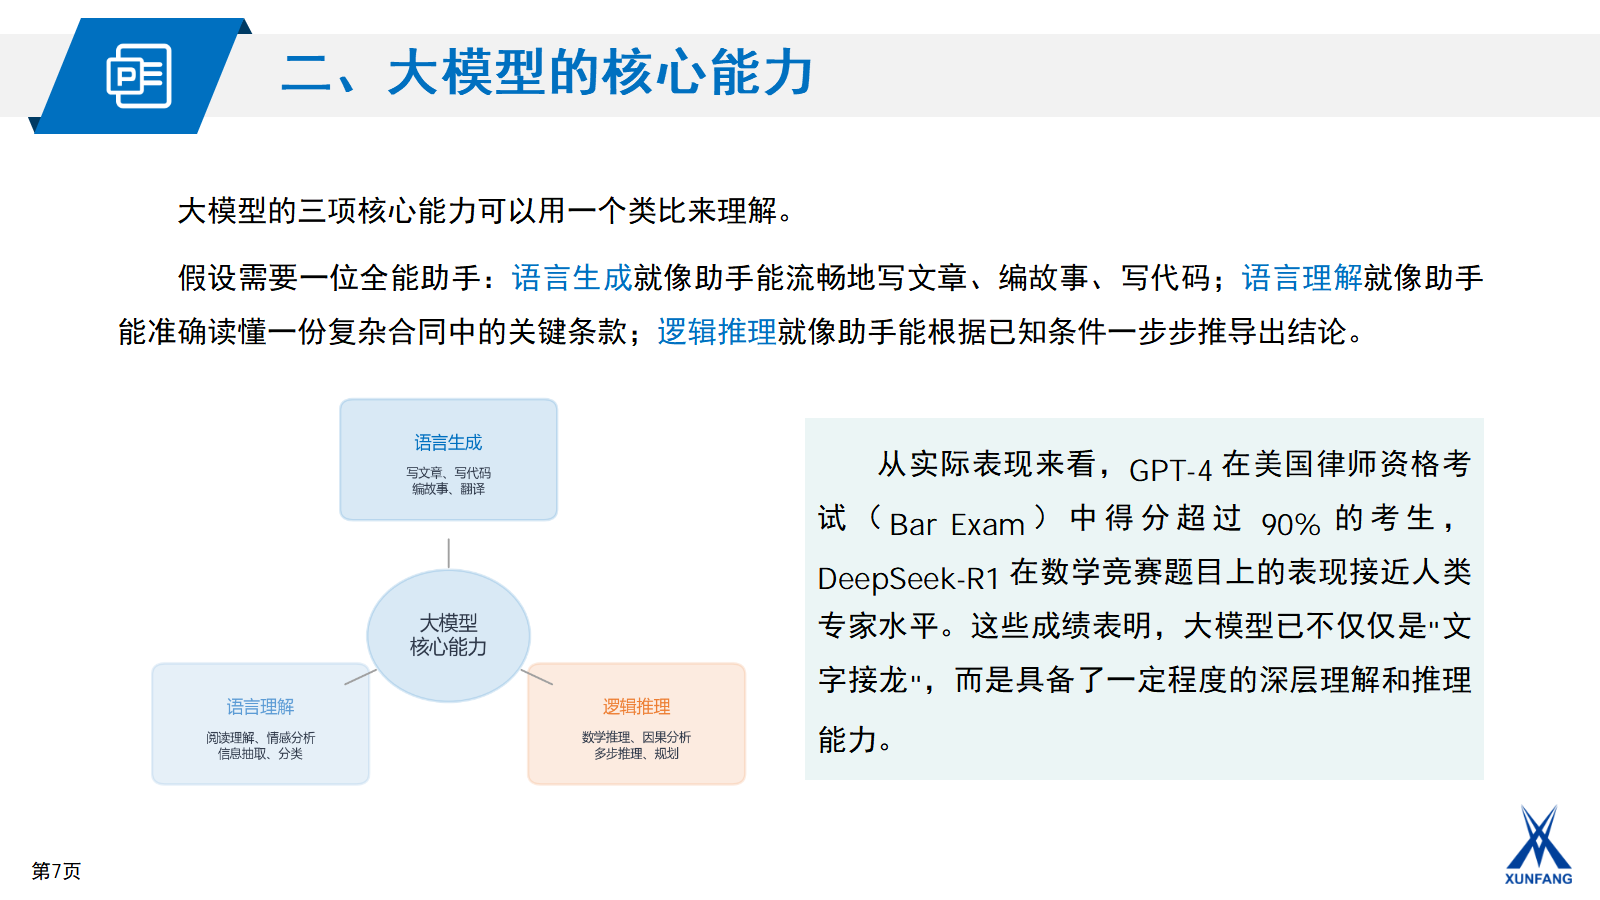 二、大模型的核心能力
大模型的三项核心能力可以用一个类比来理解。
假设需要一位全能助手：语言生成就像助手能流畅地写文章、编故事、写代码；语言理解就像助手
能准确读懂一份复杂合同中的关键条款；逻辑推理就像助手能根据已知条件一步步推导出结论。
语言生成
写文章、写代码
编故事、翻译
大模型
核心能力
语言理解
阅读理解、情感分析
信息抽取、分类
逻辑推理
数学推理、因果分析
多步推理、规划
从实际表现来看，GPT-4 在美国律师资格考
试（Bar Exam）中得分超过 90% 的考生，
DeepSeek-R1 在数学竞赛题目上的表现接近人类
专家水平。这些成绩表明，大模型已不仅仅是"文
字接龙"，而是具备了一定程度的深层理解和推理
能力。
第7页
XUNFANG